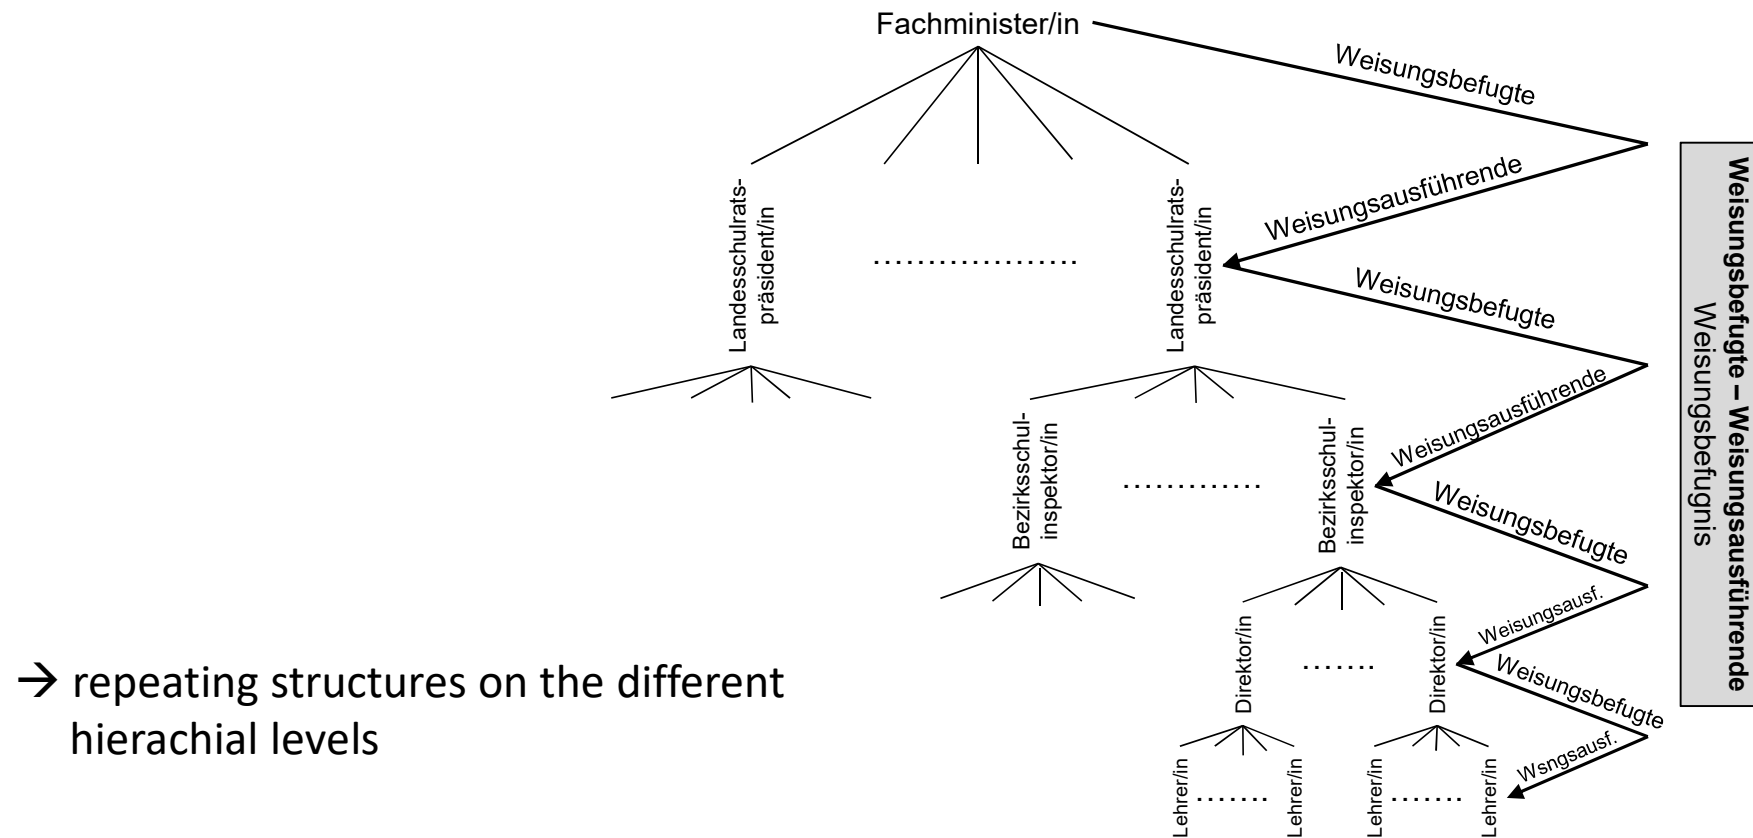 Fachminister/in
Weisungsbefugte
Weisungsausführende
Landesschulrats-
präsident/in
...................
Landesschulrats-
präsident/in
Weisungsbefugte
Weisungsausführende
Bezirksschul-
inspektor/in
.............
Bezirksschul-
inspektor/in
Weisungsbefugte
Weisungsausf.
Direktor/in
.......
Direktor/in
Weisungsbefugte
Wsngsausf.
Lehrer/in
.......
Lehrer/in
Lehrer/in
.......
Lehrer/in
Weisungsbefugte – Weisungsausführende
Weisungsbefugnis
→ repeating structures on the different
hierachial levels